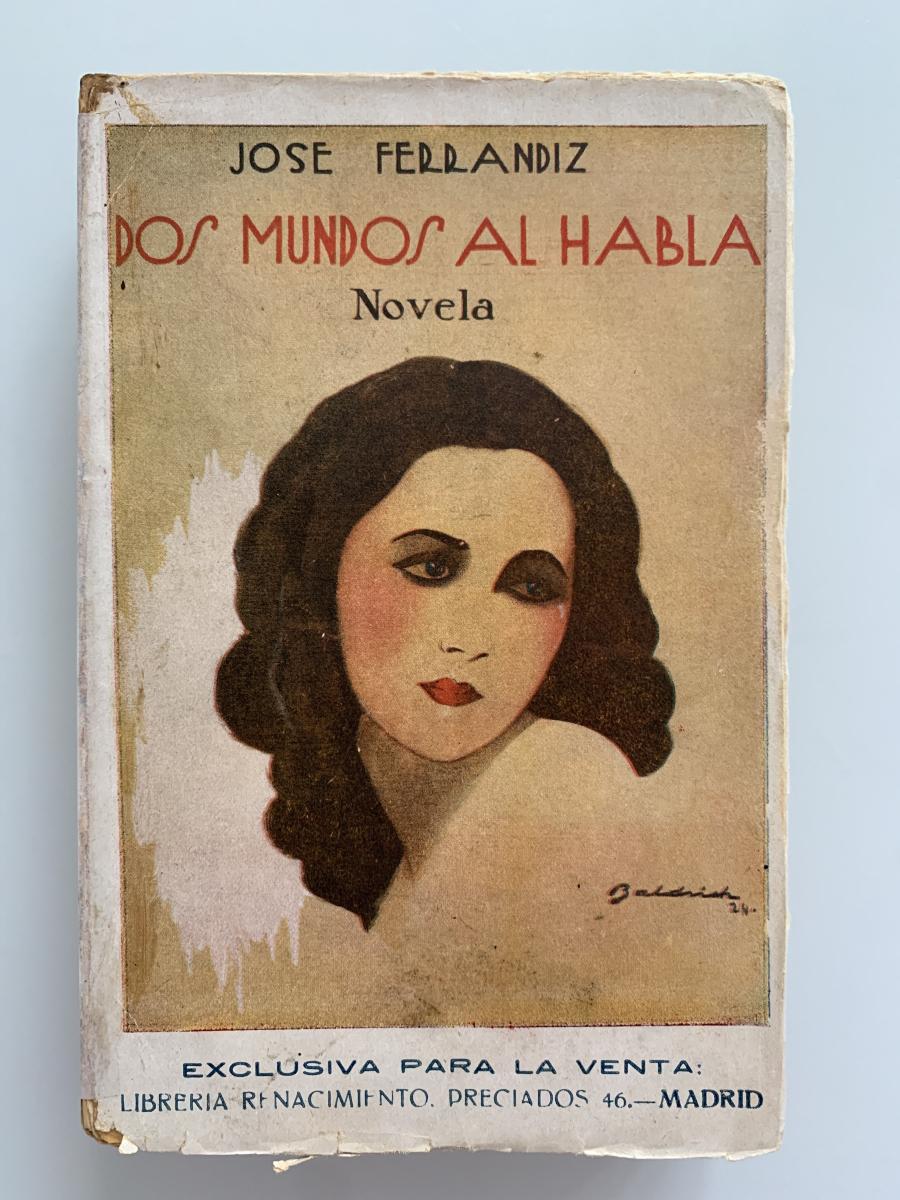 JOSE FERRANDIZ
DOS MUNDOS AL HABLA
Novela
Baldrich
24.
EXCLUSIVA PARA LA VENTA:
LIBRERIA RENACIMIENTO. PRECIADOS 46.—MADRID